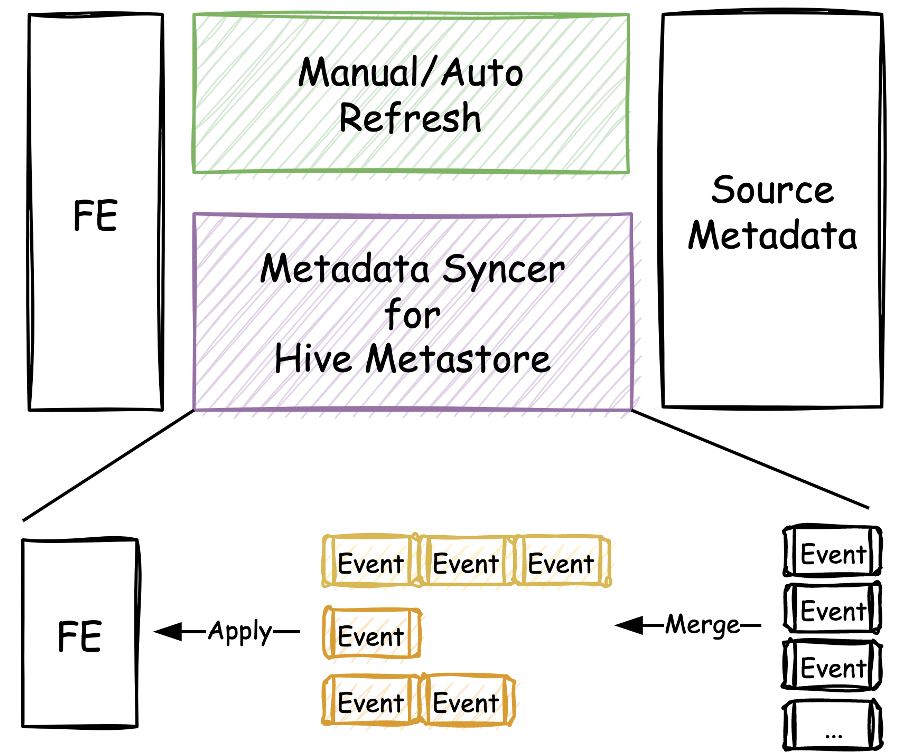 FE
Manual/Auto
Refresh
Source
Metadata
Metadata Syncer
for
Hive Metastore
FE
Apply
Event Event Event
Event
Event Event
Merge
Event
Event
Event
...